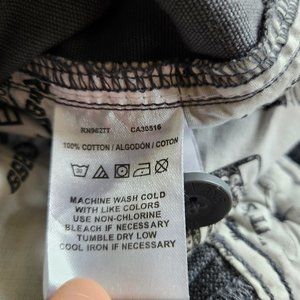 CA30516
100% COTTON / ALGODÓN / COTON
30
MACHINE WASH COLD
WITH LIKE COLORS
USE NON-CHLORINE
BLEACH IF NECESSARY
TUMBLE DRY LOW
COOL IRON IF NECESSARY